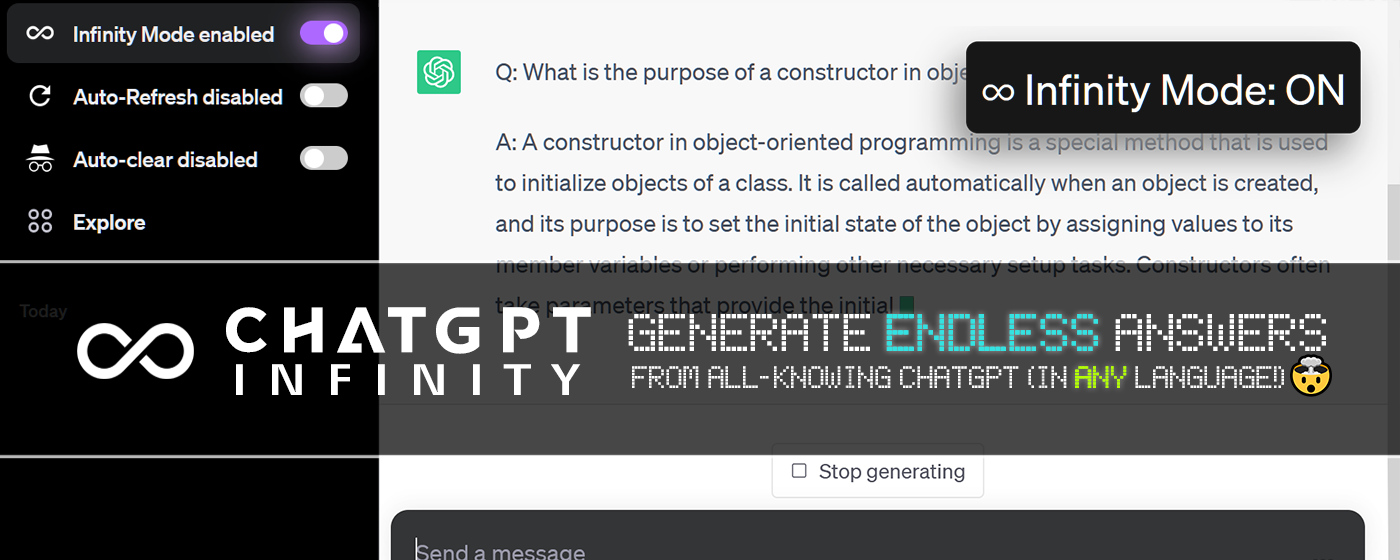 Infinity Mode enabled
Auto-Refresh disabled
Auto-clear disabled
Explore
Today
Q: What is the purpose of a constructor in obje
∞ Infinity Mode: ON
A: A constructor in object-oriented programming is a special method that is used
to initialize objects of a class. It is called automatically when an object is created,
and its purpose is to set the initial state of the object by assigning values to its
member variables or performing other necessary setup tasks. Constructors often
take parameters that provide the initial
CHATGPT
INFINITY
GENERATE ENDLESS ANSWERS
FROM ALL-KNOWING CHATGPT (IN ANY LANGUAGE!)
Stop generating
Send a message